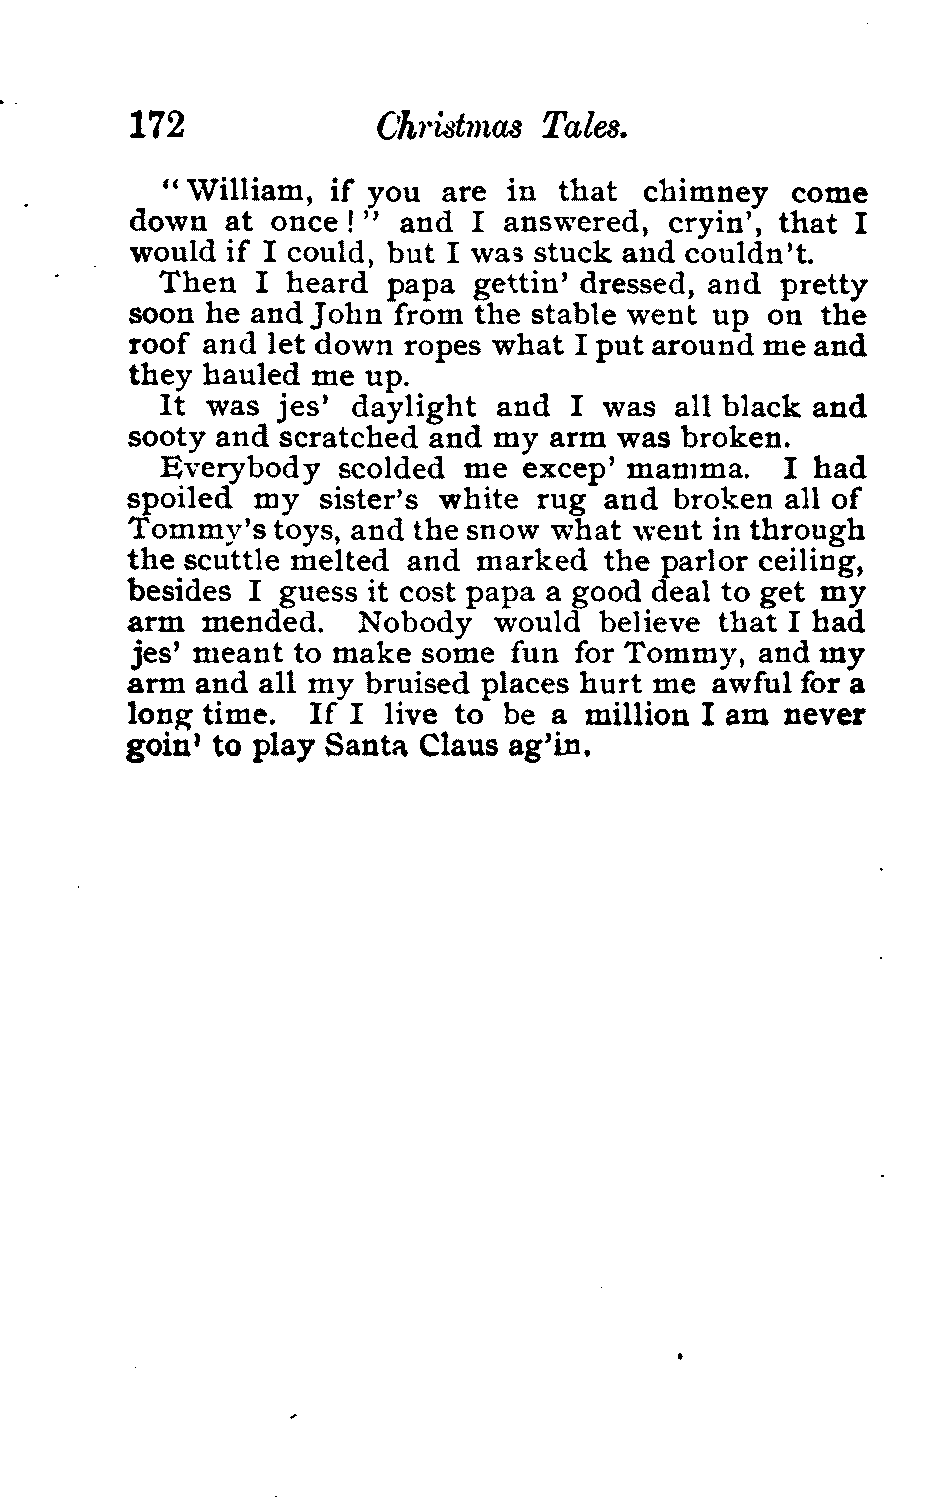 172 Christmas Tales.
"William, if you are in that chimney come
down at once!" and I answered, cryin', that I
would if I could, but I was stuck and couldn't.
Then I heard papa gettin' dressed, and pretty
soon he and John from the stable went up on the
roof and let down ropes what I put around me and
they hauled me up.
It was jes' daylight and I was all black and
sooty and scratched and my arm was broken.
Everybody scolded me excep' mamma. I had
spoiled my sister's white rug and broken all of
Tommy's toys, and the snow what went in through
the scuttle melted and marked the parlor ceiling,
besides I guess it cost papa a good deal to get my
arm mended. Nobody would believe that I had
jes' meant to make some fun for Tommy, and my
arm and all my bruised places hurt me awful for a
long time. If I live to be a million I am never
goin' to play Santa Claus ag'in.